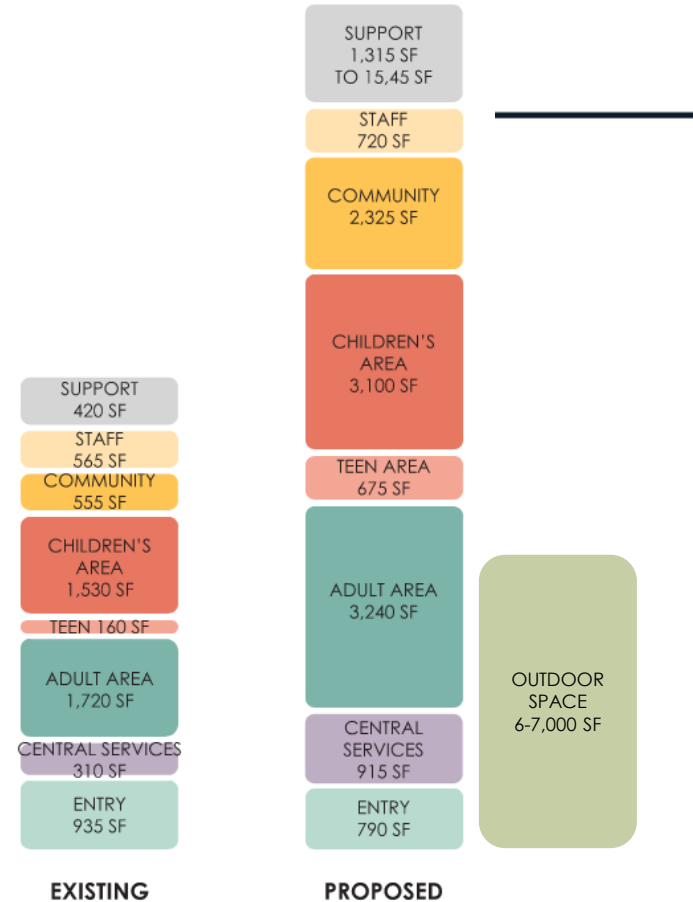 SUPPORT
1,315 SF
TO 15,45 SF
STAFF
720 SF
COMMUNITY
2,325 SF
CHILDREN'S
AREA
3,100 SF
TEEN AREA
675 SF
ADULT AREA
3,240 SF
CENTRAL
SERVICES
915 SF
ENTRY
790 SF
PROPOSED
SUPPORT
420 SF
STAFF
565 SF
COMMUNITY
555 SF
CHILDREN'S
AREA
1,530 SF
TEEN 160 SF
ADULT AREA
1,720 SF
CENTRAL SERVICES
310 SF
ENTRY
935 SF
EXISTING
OUTDOOR
SPACE
6-7,000 SF